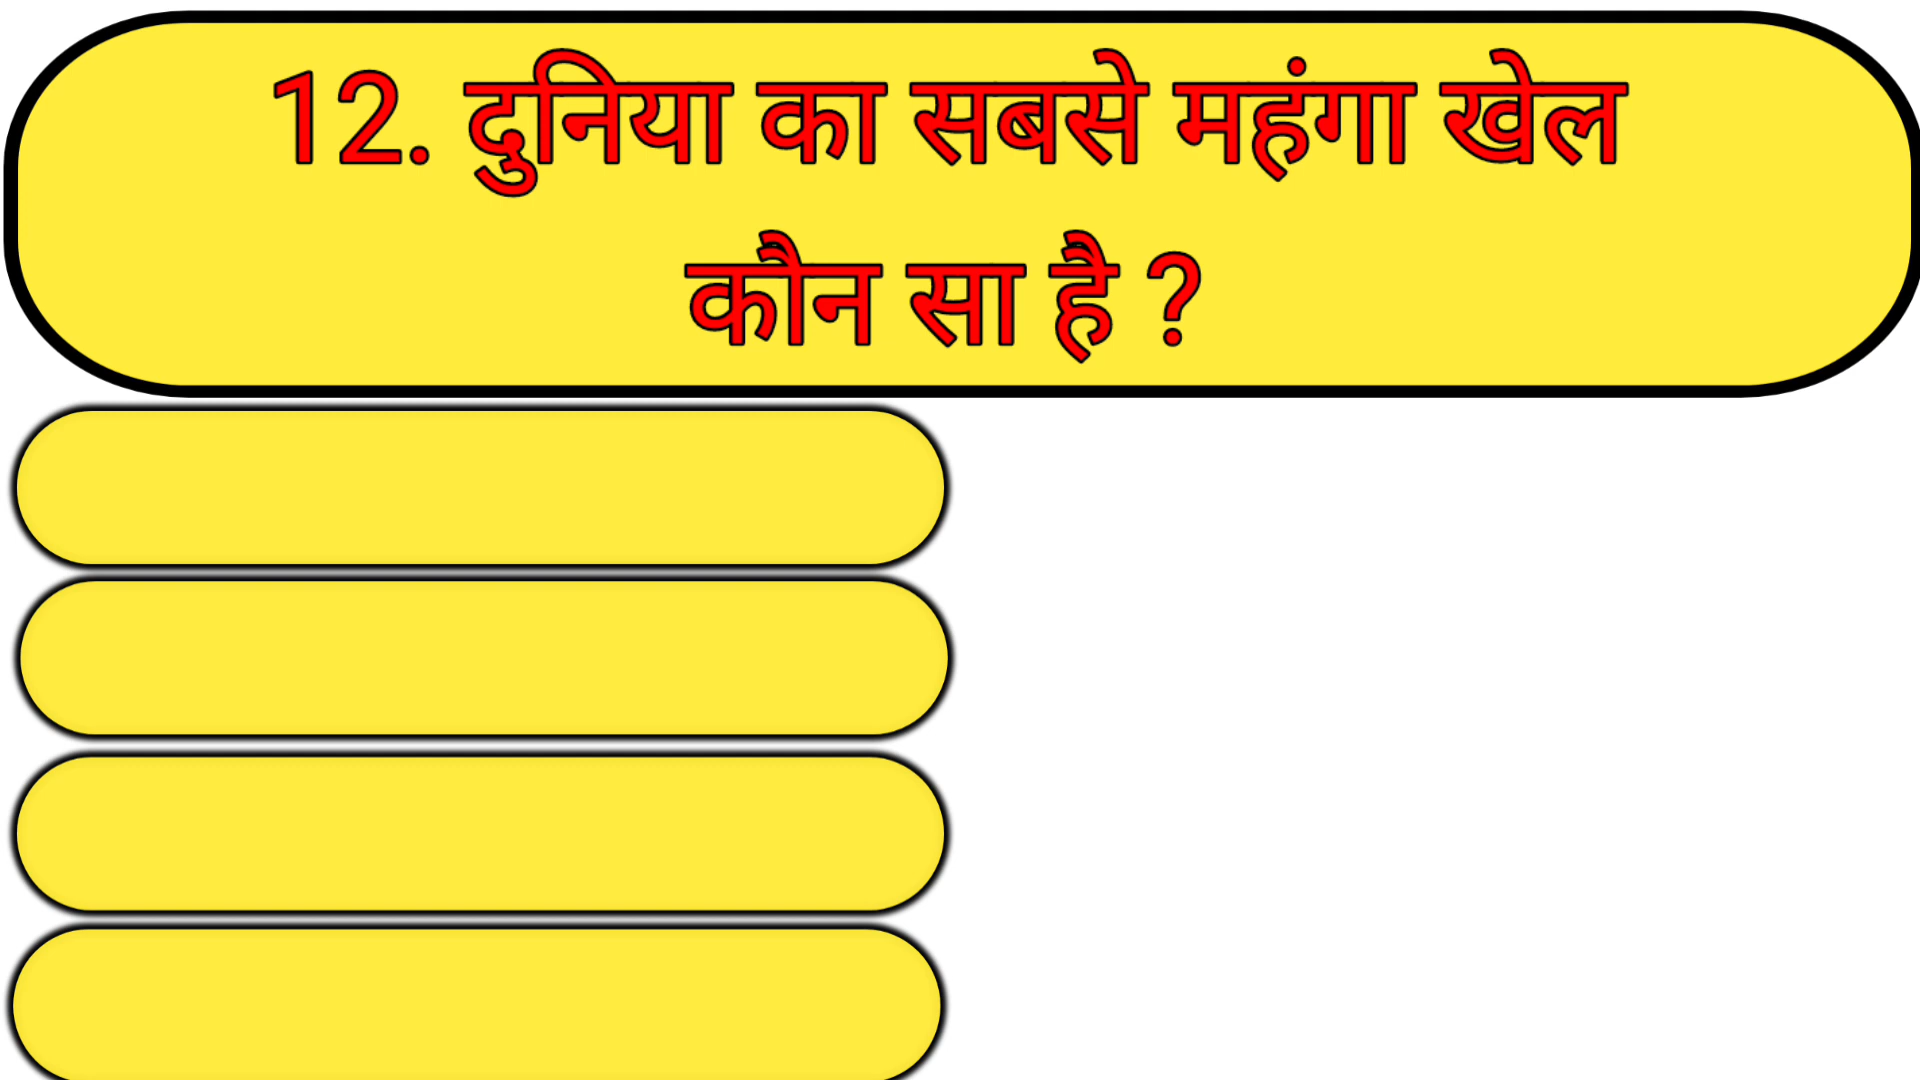 12. दुनिया का सबसे महंगा खेल
कौन सा है ?